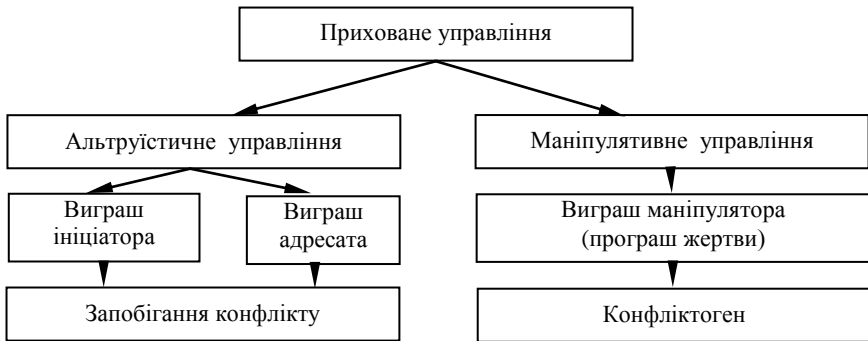 Приховане управління
Альтруїстичне управління
Маніпулятивне управління
Виграш
ініціатора
Виграш
адресата
Виграш маніпулятора
(програш жертви)
Запобігання конфлікту
Конфліктоген